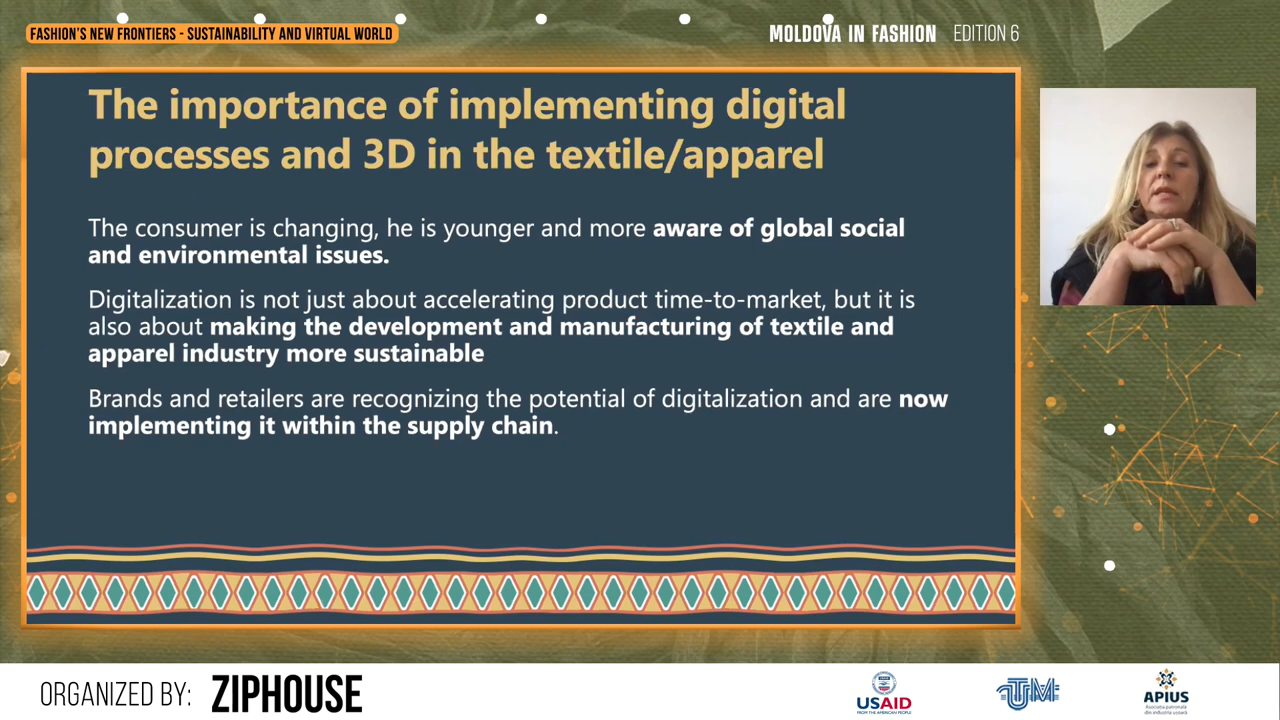 FASHION'S NEW FRONTIERS - SUSTAINABILITY AND VIRTUAL WORLD
MOLDOVA IN FASHION EDITION 6
The importance of implementing digital
processes and 3D in the textile/apparel
The consumer is changing, he is younger and more aware of global social
and environmental issues.
Digitalization is not just about accelerating product time-to-market, but it is
also about making the development and manufacturing of textile and
apparel industry more sustainable
Brands and retailers are recognizing the potential of digitalization and are now
implementing it within the supply chain.
ORGANIZED BY: ZIPHOUSE
USAID
FROM THE AMERICAN PEOPLE
UTM
APIUS
Asociația patronală
din industria ușoară